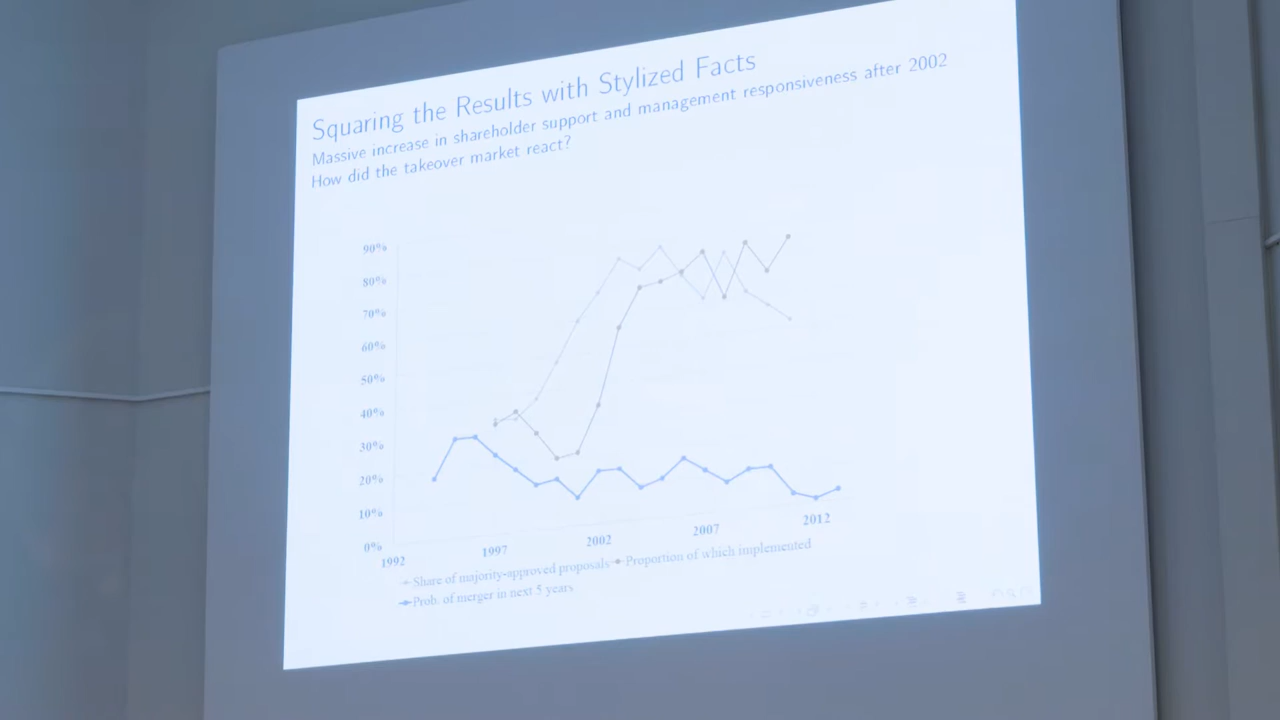 Squaring the Results with Stylized Facts
Massive increase in shareholder support and management responsiveness after 2002
How did the takeover market react?
90%
80%
70%
60%
50%
40%
30%
20%
10%
0%
1992
1997
2002
2007
2012
Share of majority-approved proposals
Proportion of which implemented
Prob. of merger in next 5 years